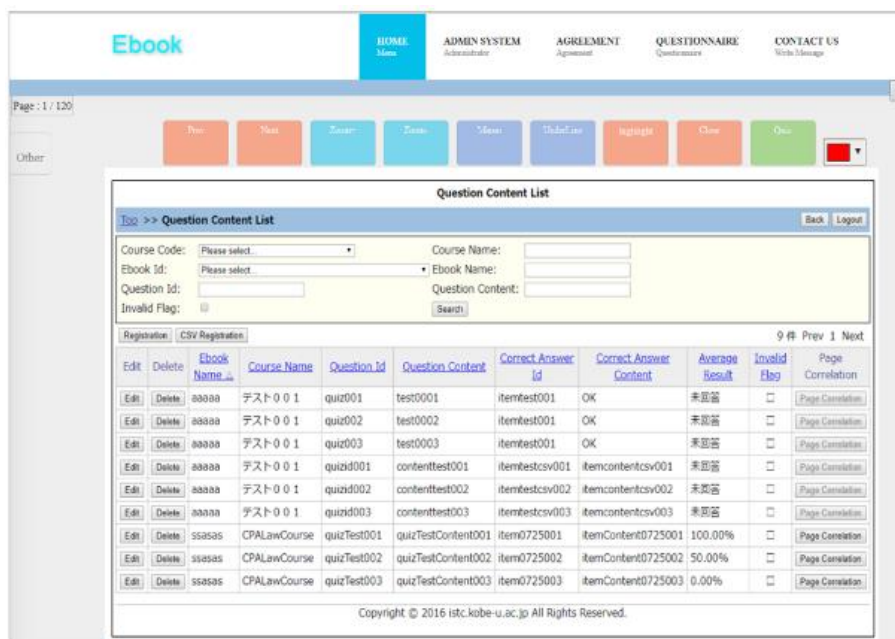 Ebook
HOME ADMIN SYSTEM AGREEMENT QUESTIONNAIRE CONTACT US
Menu Administrator Agreement Questionnaire Write Message
Page : 1 / 120
Prev Next Zoom+ Zoom- Memo UnderLine highlight Clear Quiz
Other
Question Content List
Top >> Question Content List Back Logout
Course Code: Please select... Course Name:
Ebook Id: Please select... Ebook Name:
Question Id: Question Content:
Invalid Flag: Search
Registration CSV Registration 9 件 Prev 1 Next
Edit Delete Ebook Name △ Course Name Question Id Question Content Correct Answer Id Correct Answer Content Average Result Invalid Flag Page Correlation
Edit Delete aaaaa テスト００１ quiz001 test0001 itemtest001 OK 未回答 Page Correlation
Edit Delete aaaaa テスト００１ quiz002 test0002 itemtest001 OK 未回答 Page Correlation
Edit Delete aaaaa テスト００１ quiz003 test0003 itemtest001 OK 未回答 Page Correlation
Edit Delete aaaaa テスト００１ quizid001 contenttest001 itemtestcsv001 itemcontentcsv001 未回答 Page Correlation
Edit Delete aaaaa テスト００１ quizid002 contenttest002 itemtestcsv002 itemcontentcsv002 未回答 Page Correlation
Edit Delete aaaaa テスト００１ quizid003 contenttest003 itemtestcsv003 itemcontentcsv003 未回答 Page Correlation
Edit Delete ssasas CPALawCourse quizTest001 quizTestContent001 item0725001 itemContent0725001 100.00% Page Correlation
Edit Delete ssasas CPALawCourse quizTest002 quizTestContent002 item0725002 itemContent0725002 50.00% Page Correlation
Edit Delete ssasas CPALawCourse quizTest003 quizTestContent003 item0725003 itemContent0725003 0.00% Page Correlation
Copyright © 2016 istc.kobe-u.ac.jp All Rights Reserved.